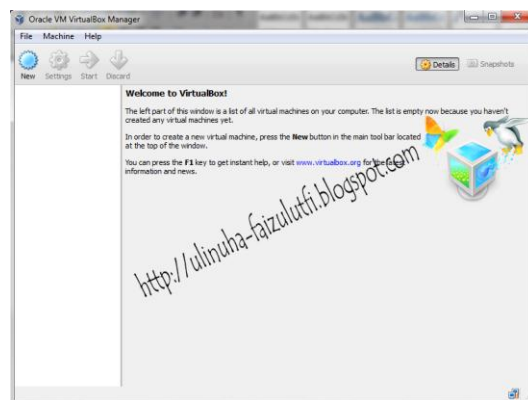 Oracle VM VirtualBox Manager
File Machine Help
New Settings Start Discard
Details Snapshots
Welcome to VirtualBox!
The left part of this window is a list of all virtual machines on your computer. The list is empty now because you haven't
created any virtual machines yet.
In order to create a new virtual machine, press the New button in the main tool bar located
at the top of the window.
You can press the F1 key to get instant help, or visit www.virtualbox.org for the latest
information and news.
http://ulinuha-faizulutfi.blogspot.com